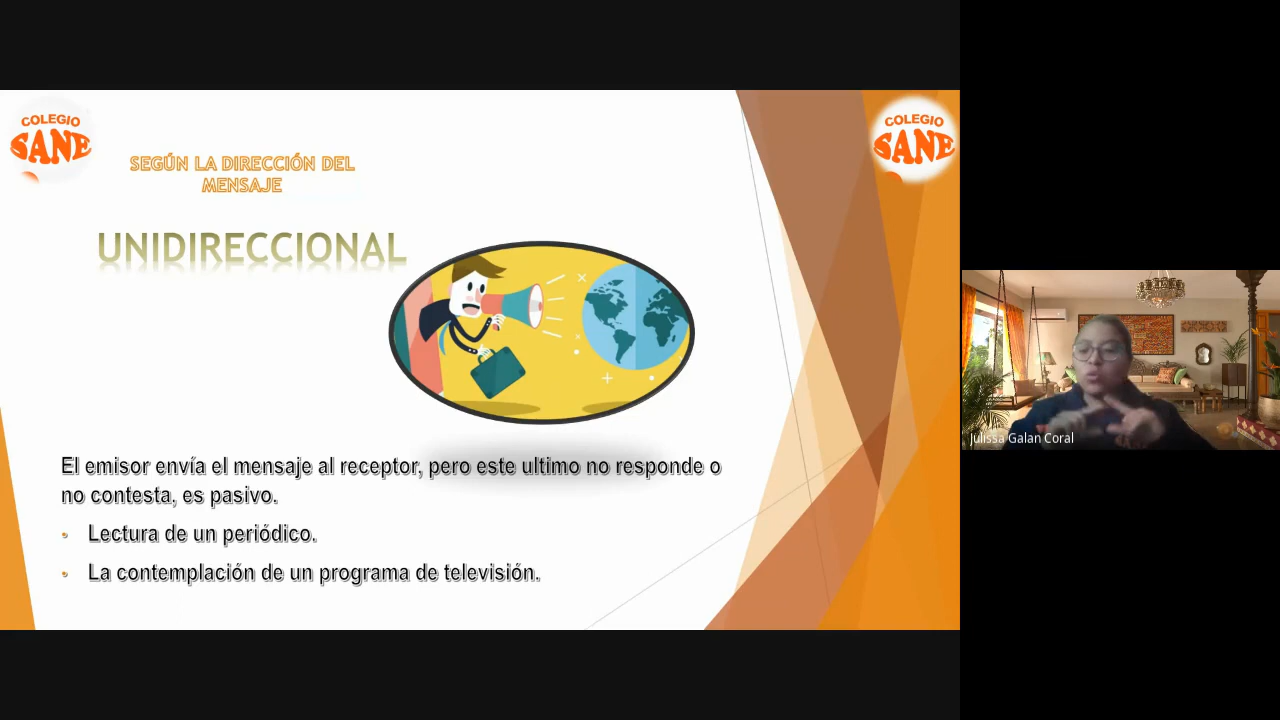 COLEGIO
SANE
COLEGIO
SANE
SEGÚN LA DIRECCIÓN DEL
MENSAJE
UNIDIRECCIONAL
El emisor envía el mensaje al receptor, pero este ultimo no responde o
no contesta, es pasivo.
• Lectura de un periódico.
• La contemplación de un programa de televisión.
Julissa Galan Coral